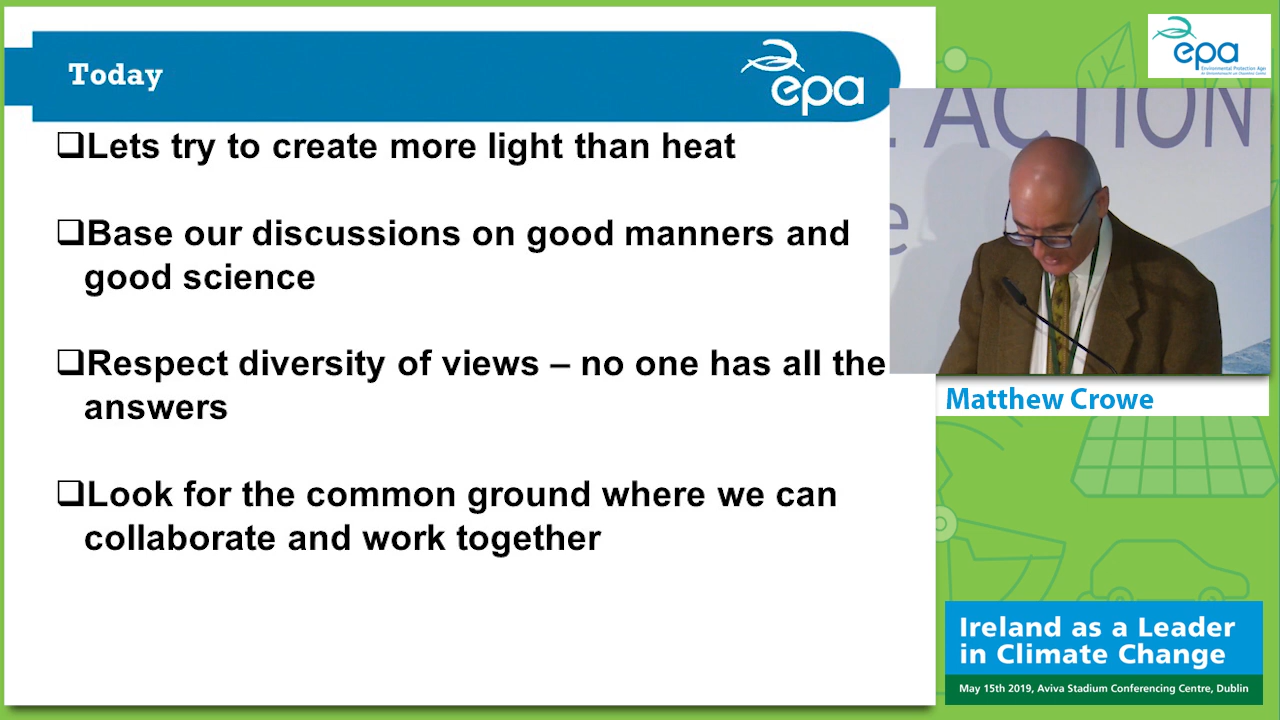 Today
epa
❑Lets try to create more light than heat
❑Base our discussions on good manners and
good science
❑Respect diversity of views – no one has all the
answers
❑Look for the common ground where we can
collaborate and work together
epa
Environmental Protection Agency
ACTION
e
Matthew Crowe
Ireland as a Leader
in Climate Change
May 15th 2019, Aviva Stadium Conferencing Centre, Dublin